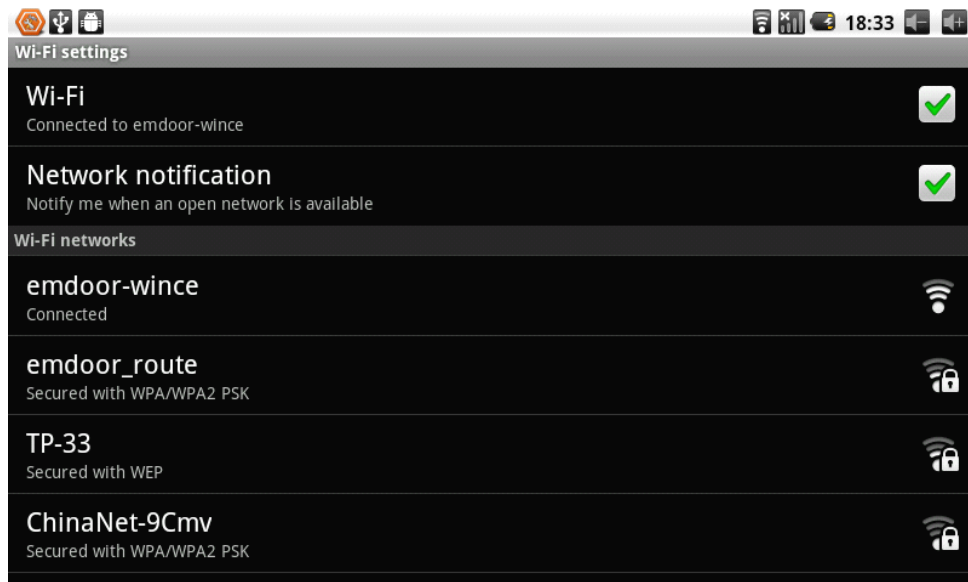 18:33
Wi-Fi settings
Wi-Fi
Connected to emdoor-wince
Network notification
Notify me when an open network is available
Wi-Fi networks
emdoor-wince
Connected
emdoor_route
Secured with WPA/WPA2 PSK
TP-33
Secured with WEP
ChinaNet-9Cmv
Secured with WPA/WPA2 PSK